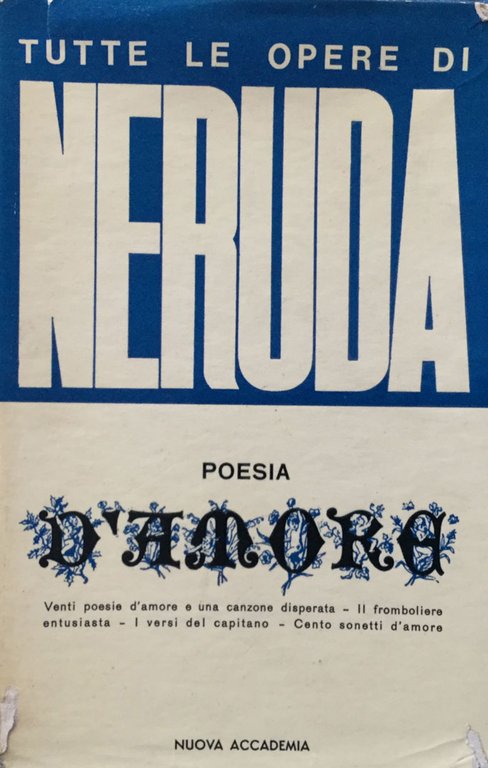 TUTTE LE OPERE DI
NERUDA
POESIA
D'AMORE
Venti poesie d'amore e una canzone disperata - Il fromboliere
entusiasta - I versi del capitano - Cento sonetti d'amore
NUOVA ACCADEMIA